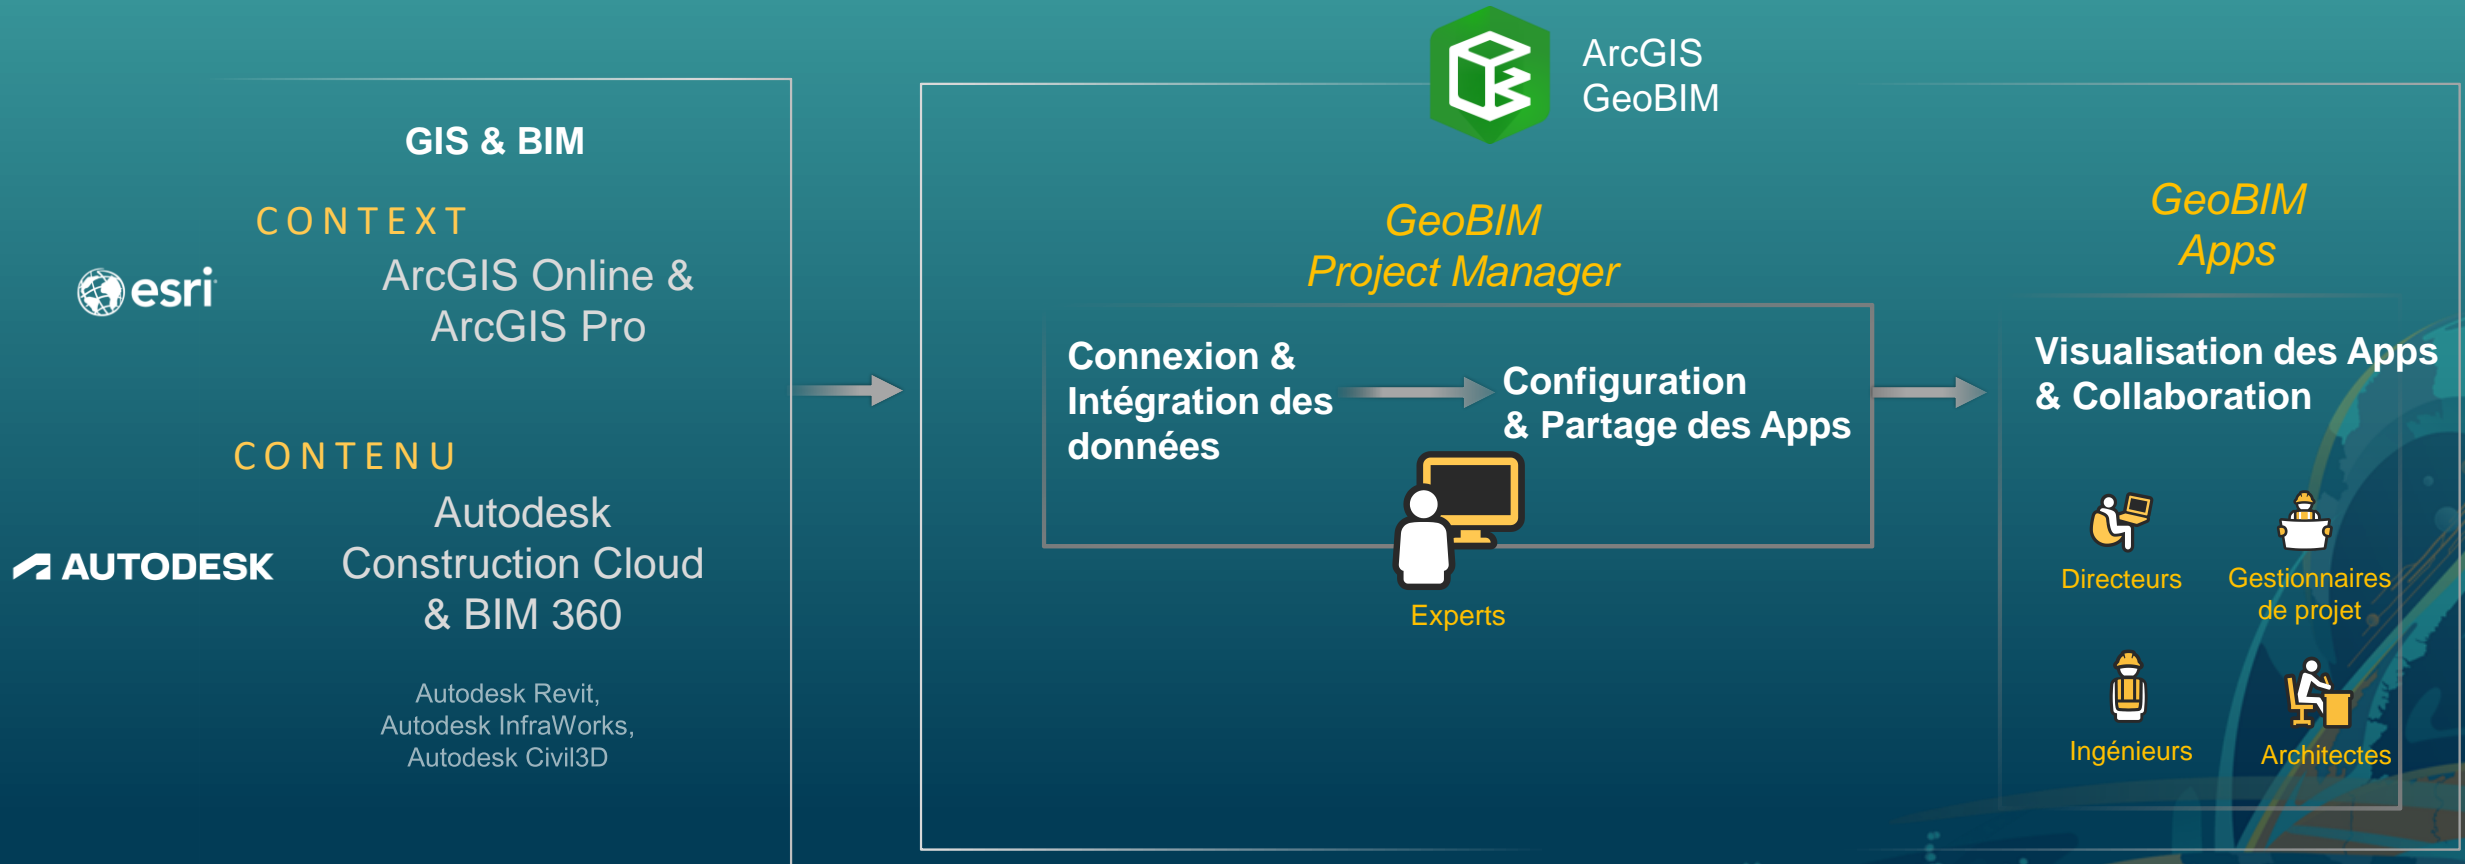 GIS & BIM
CONTEXT
esri
ArcGIS Online &
ArcGIS Pro
CONTENU
AUTODESK
Autodesk
Construction Cloud
& BIM 360
Autodesk Revit,
Autodesk InfraWorks,
Autodesk Civil3D
ArcGIS
GeoBIM
GeoBIM
Project Manager
Connexion &
Intégration des
données
Configuration
& Partage des Apps
Experts
GeoBIM
Apps
Visualisation des Apps
& Collaboration
Directeurs
Gestionnaires
de projet
Ingénieurs
Architectes